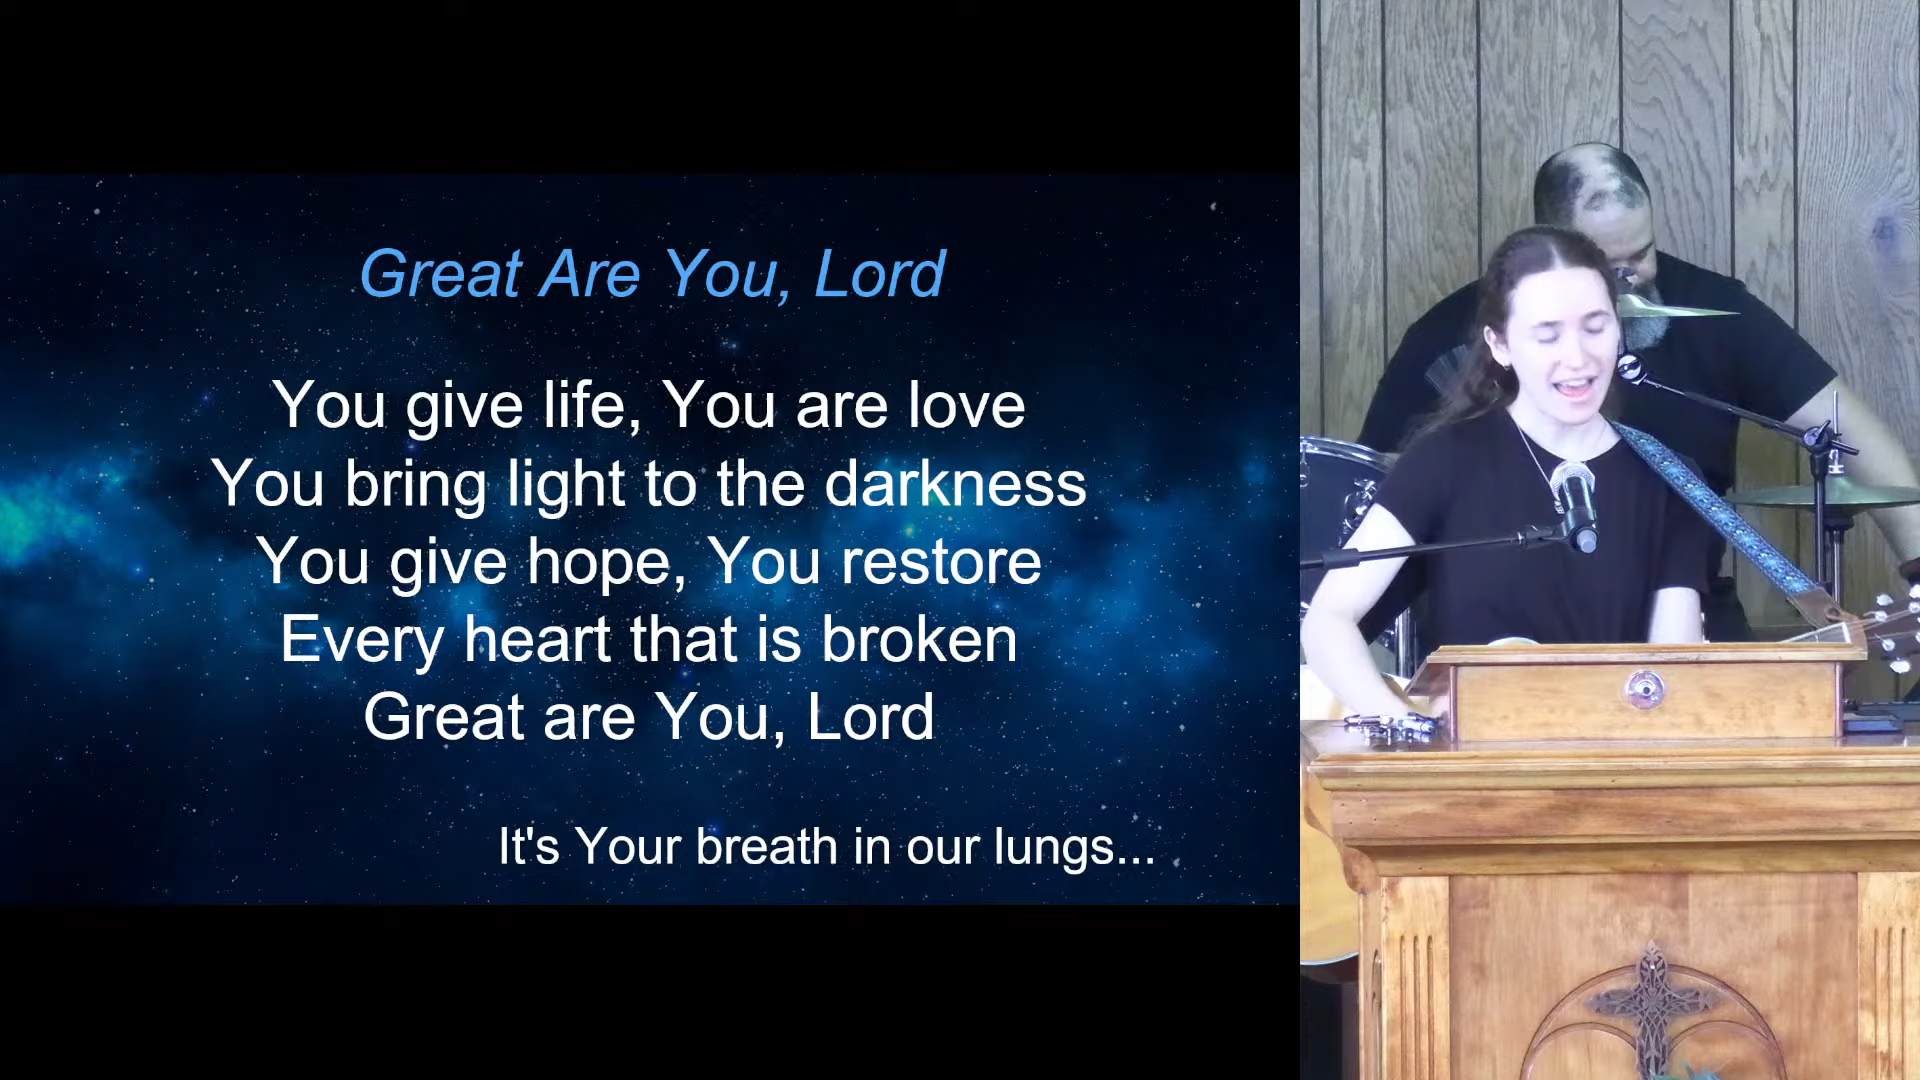 Great Are You, Lord
You give life, You are love
You bring light to the darkness
You give hope, You restore
Every heart that is broken
Great are You, Lord
It's Your breath in our lungs...